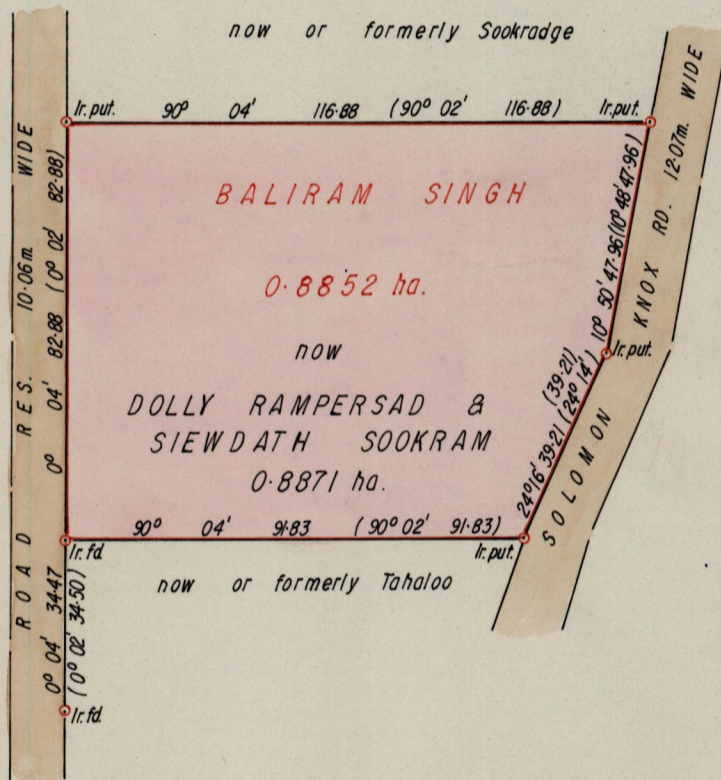 now or formerly Sookradge
Ir. put. 90° 04' 116·88 (90° 02' 116·88) Ir. put.
ROAD RES. 10·06m. WIDE
0° 04' 82·88 (0° 02' 82·88)
BALIRAM SINGH
0·8852 ha.
now
DOLLY RAMPERSAD &
SIEWDATH SOOKRAM
0·8871 ha.
10° 50' 47·96 (10° 48' 47·96)
Ir. put.
24° 16' 39·21 (24° 14')
(39·21)
SOLOMON KNOX RD. 12·07m. WIDE
90° 04' 91·83 (90° 02' 91·83)
Ir. fd
Ir. put.
now or formerly Tahaloo
0° 04' 34·47
(0° 02' 34·50)
Ir. fd.